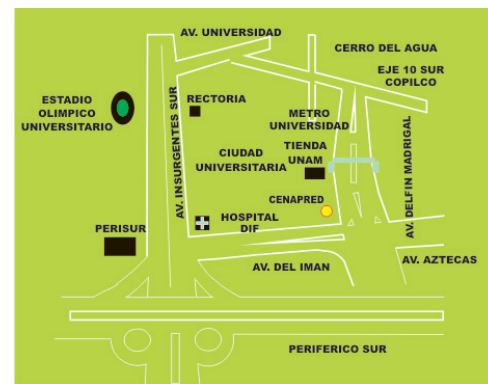 AV. UNIVERSIDAD
CERRO DEL AGUA
EJE 10 SUR
COPILCO
ESTADIO
OLIMPICO
UNIVERSITARIO
RECTORIA
METRO
UNIVERSIDAD
TIENDA
UNAM
CIUDAD
UNIVERSITARIA
AV. INSURGENTES SUR
AV. DELFIN MADRIGAL
CENAPRED
HOSPITAL
DIF
PERISUR
AV. DEL IMAN
AV. AZTECAS
PERIFERICO SUR